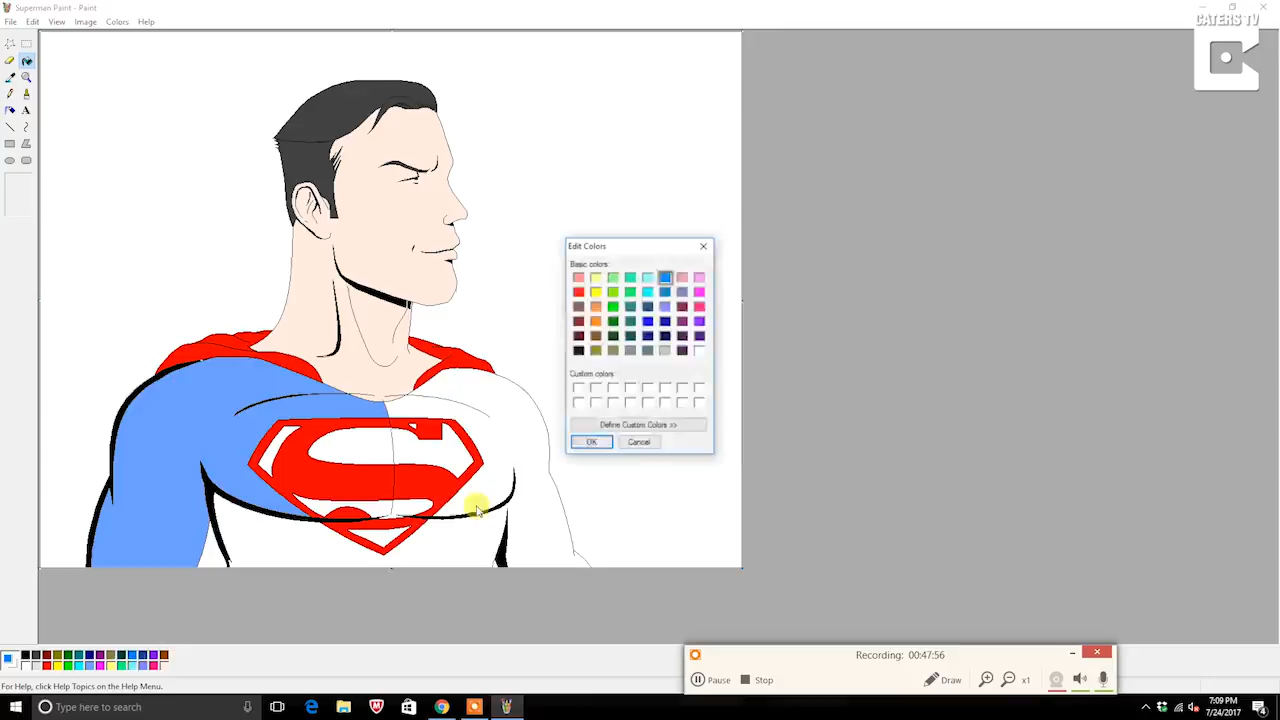 Superman Paint - Paint
CATERS TV
File Edit View Image Colors Help
Edit Colors
Basic colors:
Custom colors:
Define Custom Colors >>
OK Cancel
Recording: 00:47:56
Pause Stop Draw x1
For Help, click Help Topics on the Help Menu.
Type here to search
7:09 PM
7/24/2017